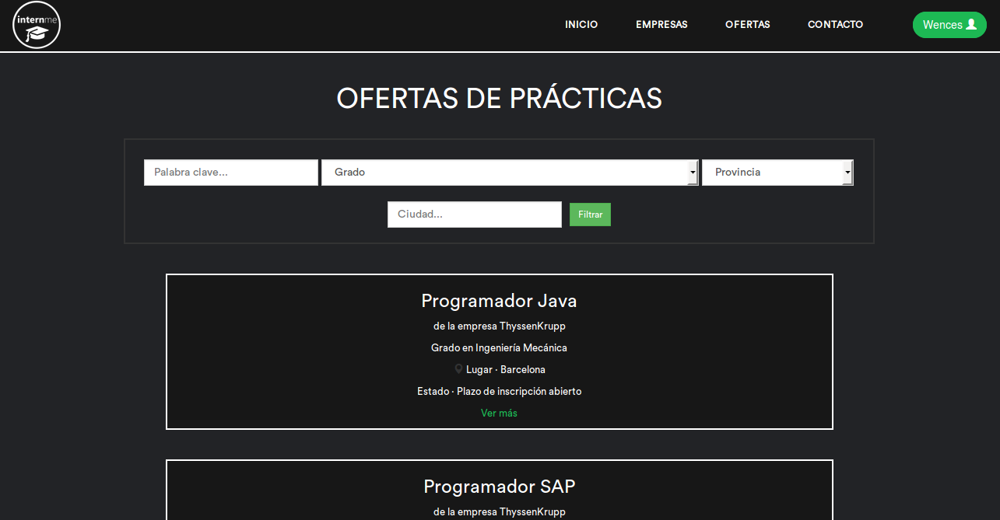 internme
INICIO EMPRESAS OFERTAS CONTACTO Wences
OFERTAS DE PRÁCTICAS
Palabra clave... Grado Provincia
Ciudad... Filtrar
Programador Java
de la empresa ThyssenKrupp
Grado en Ingeniería Mecánica
Lugar · Barcelona
Estado · Plazo de inscripción abierto
Ver más
Programador SAP
de la empresa ThyssenKrupp